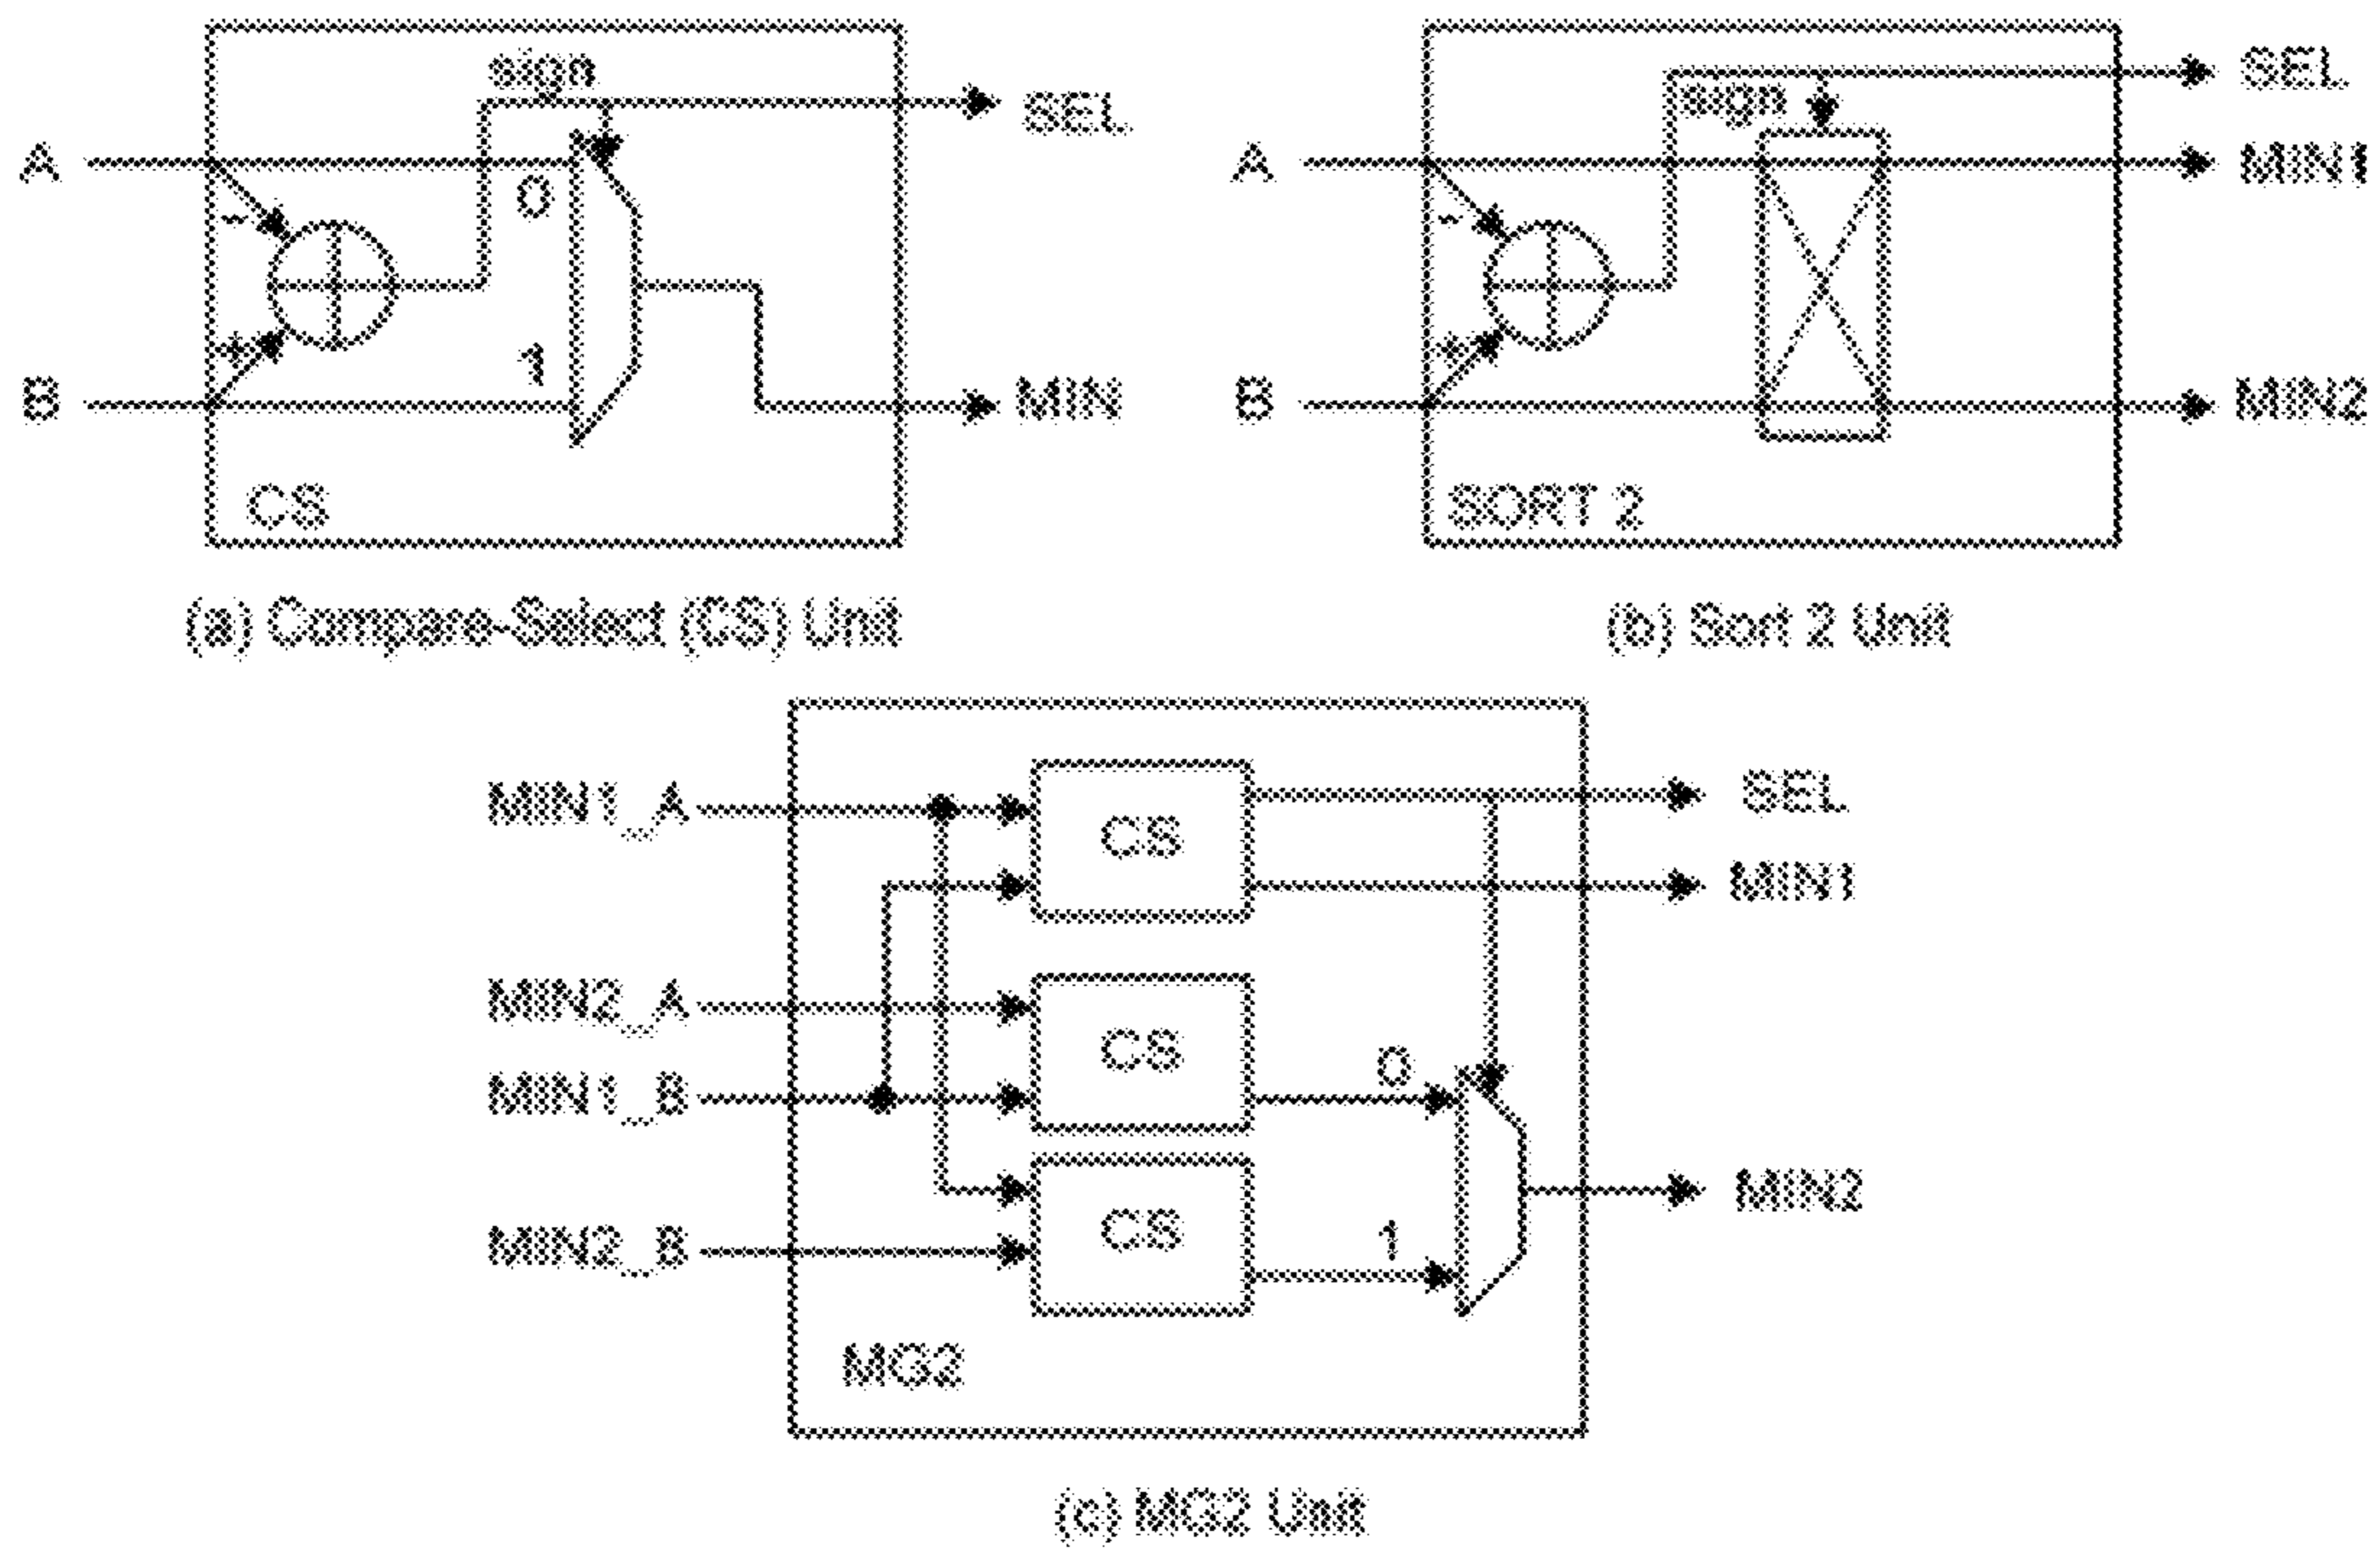 sign
SEL
A
-
0
+
1
B
MIN
CS
(a) Compare-Select (CS) Unit
SEL
sign
A
MIN1
-
+
B
MIN2
SORT 2
(b) Sort 2 Unit
MIN1_A
CS
SEL
MIN1
MIN2_A
CS
0
MIN1_B
CS
1
MIN2
MIN2_B
MG2
(c) MG2 Unit